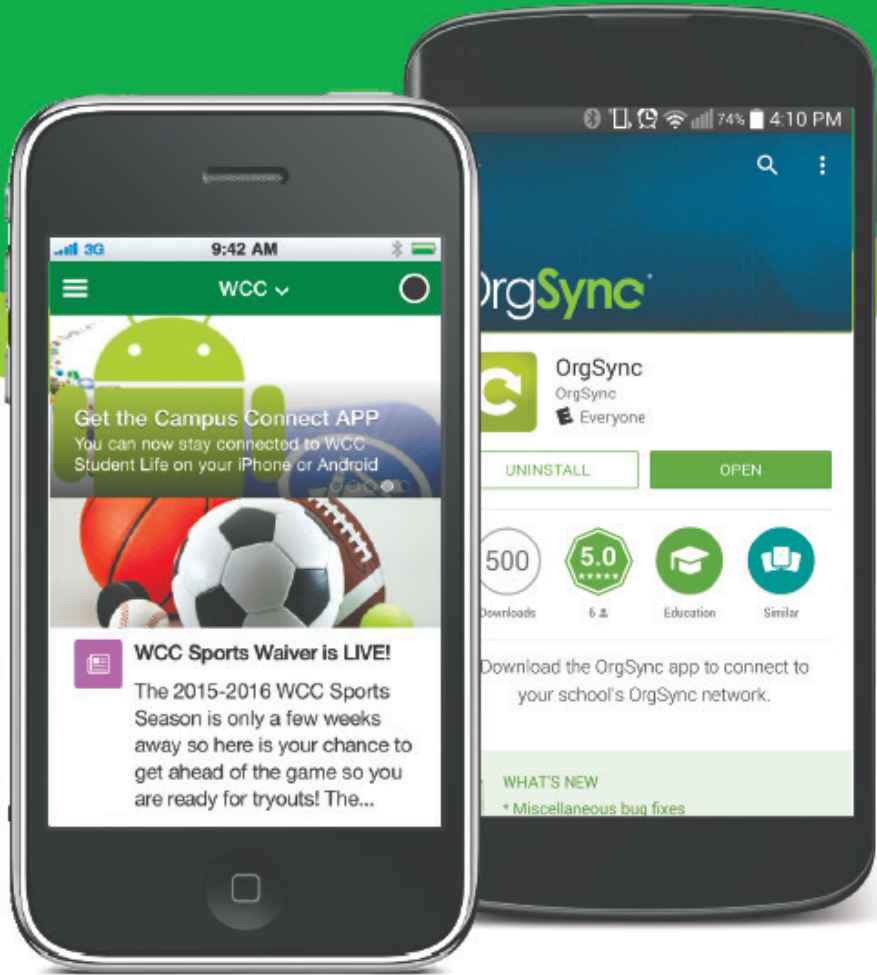 3G 9:42 AM
WCC
Get the Campus Connect APP
You can now stay connected to WCC
Student Life on your iPhone or Android
WCC Sports Waiver is LIVE!
The 2015-2016 WCC Sports
Season is only a few weeks
away so here is your chance to
get ahead of the game so you
are ready for tryouts! The...
74% 4:10 PM
OrgSync
OrgSync
OrgSync
E Everyone
UNINSTALL OPEN
500 5.0
Downloads 6 Education Similar
Download the OrgSync app to connect to
your school's OrgSync network.
WHAT'S NEW
* Miscellaneous bug fixes